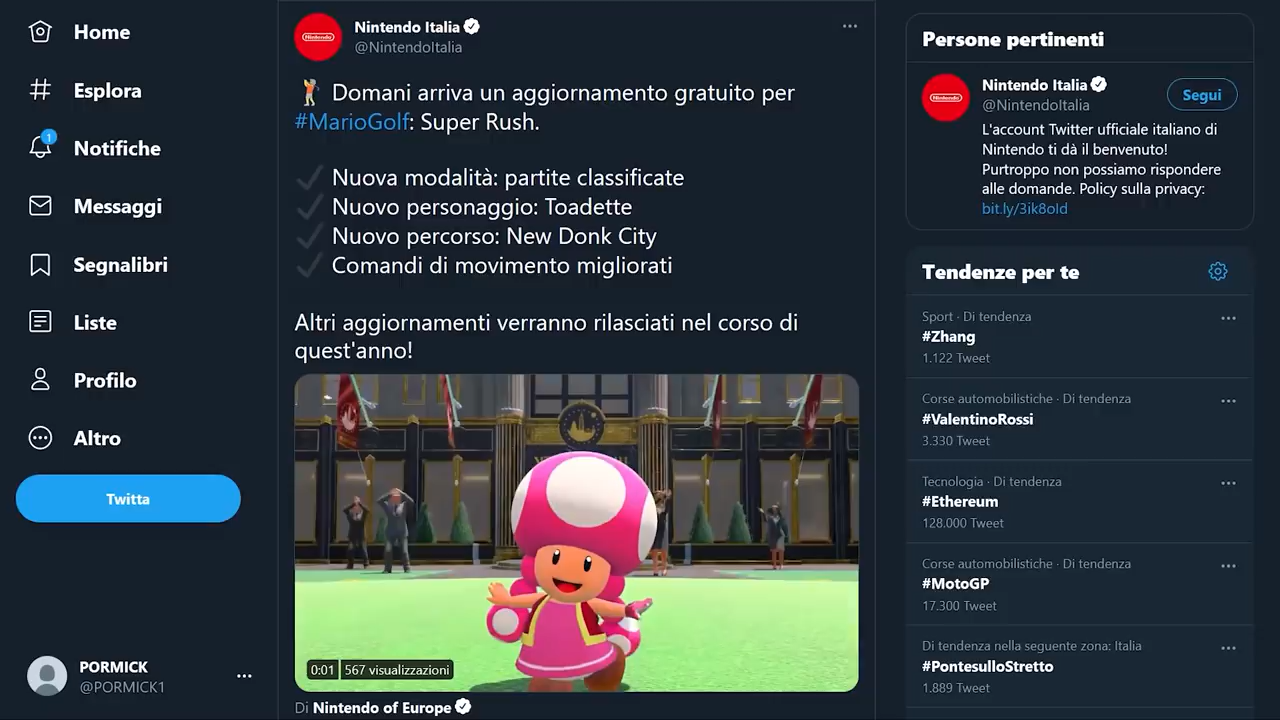 Home
Esplora
1
Notifiche
Messaggi
Segnalibri
Liste
Profilo
Altro
Twitta
PORMICK
@PORMICK1
Nintendo
Nintendo Italia
@NintendoItalia
Domani arriva un aggiornamento gratuito per
#MarioGolf: Super Rush.
Nuova modalità: partite classificate
Nuovo personaggio: Toadette
Nuovo percorso: New Donk City
Comandi di movimento migliorati
Altri aggiornamenti verranno rilasciati nel corso di
quest'anno!
0:01 567 visualizzazioni
Di Nintendo of Europe
Persone pertinenti
Nintendo
Nintendo Italia
@NintendoItalia
Segui
L'account Twitter ufficiale italiano di
Nintendo ti dà il benvenuto!
Purtroppo non possiamo rispondere
alle domande. Policy sulla privacy:
bit.ly/3ik8old
Tendenze per te
Sport · Di tendenza
#Zhang
1.122 Tweet
Corse automobilistiche · Di tendenza
#ValentinoRossi
3.330 Tweet
Tecnologia · Di tendenza
#Ethereum
128.000 Tweet
Corse automobilistiche · Di tendenza
#MotoGP
17.300 Tweet
Di tendenza nella seguente zona: Italia
#PontesulloStretto
1.889 Tweet